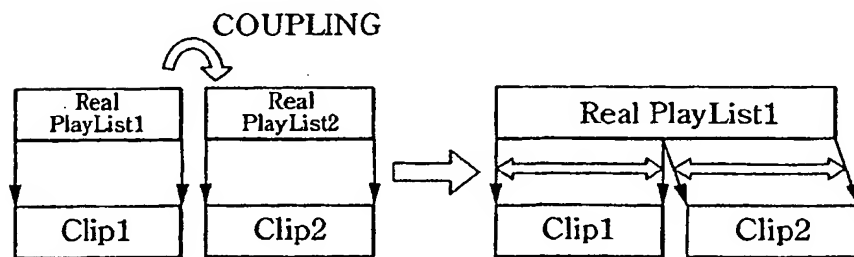 COUPLING
Real
PlayList1
Real
PlayList2
Real PlayList1
Clip1
Clip2
Clip1
Clip2